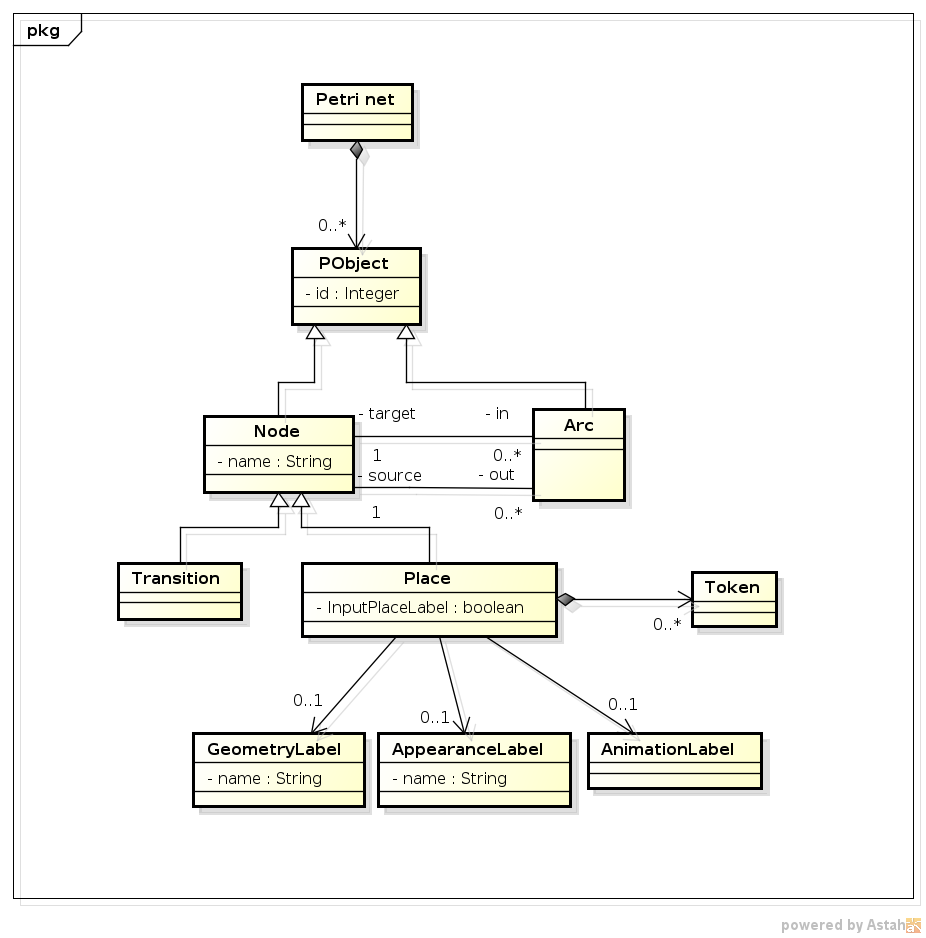 pkg
Petri net
0..*
PObject
- id : Integer
- target
- in
Node
Arc
- name : String
1
0..*
- source
- out
1
0..*
Transition
Place
Token
- InputPlaceLabel : boolean
0..*
0..1
0..1
0..1
GeometryLabel
AppearanceLabel
AnimationLabel
- name : String
- name : String
powered by Astah